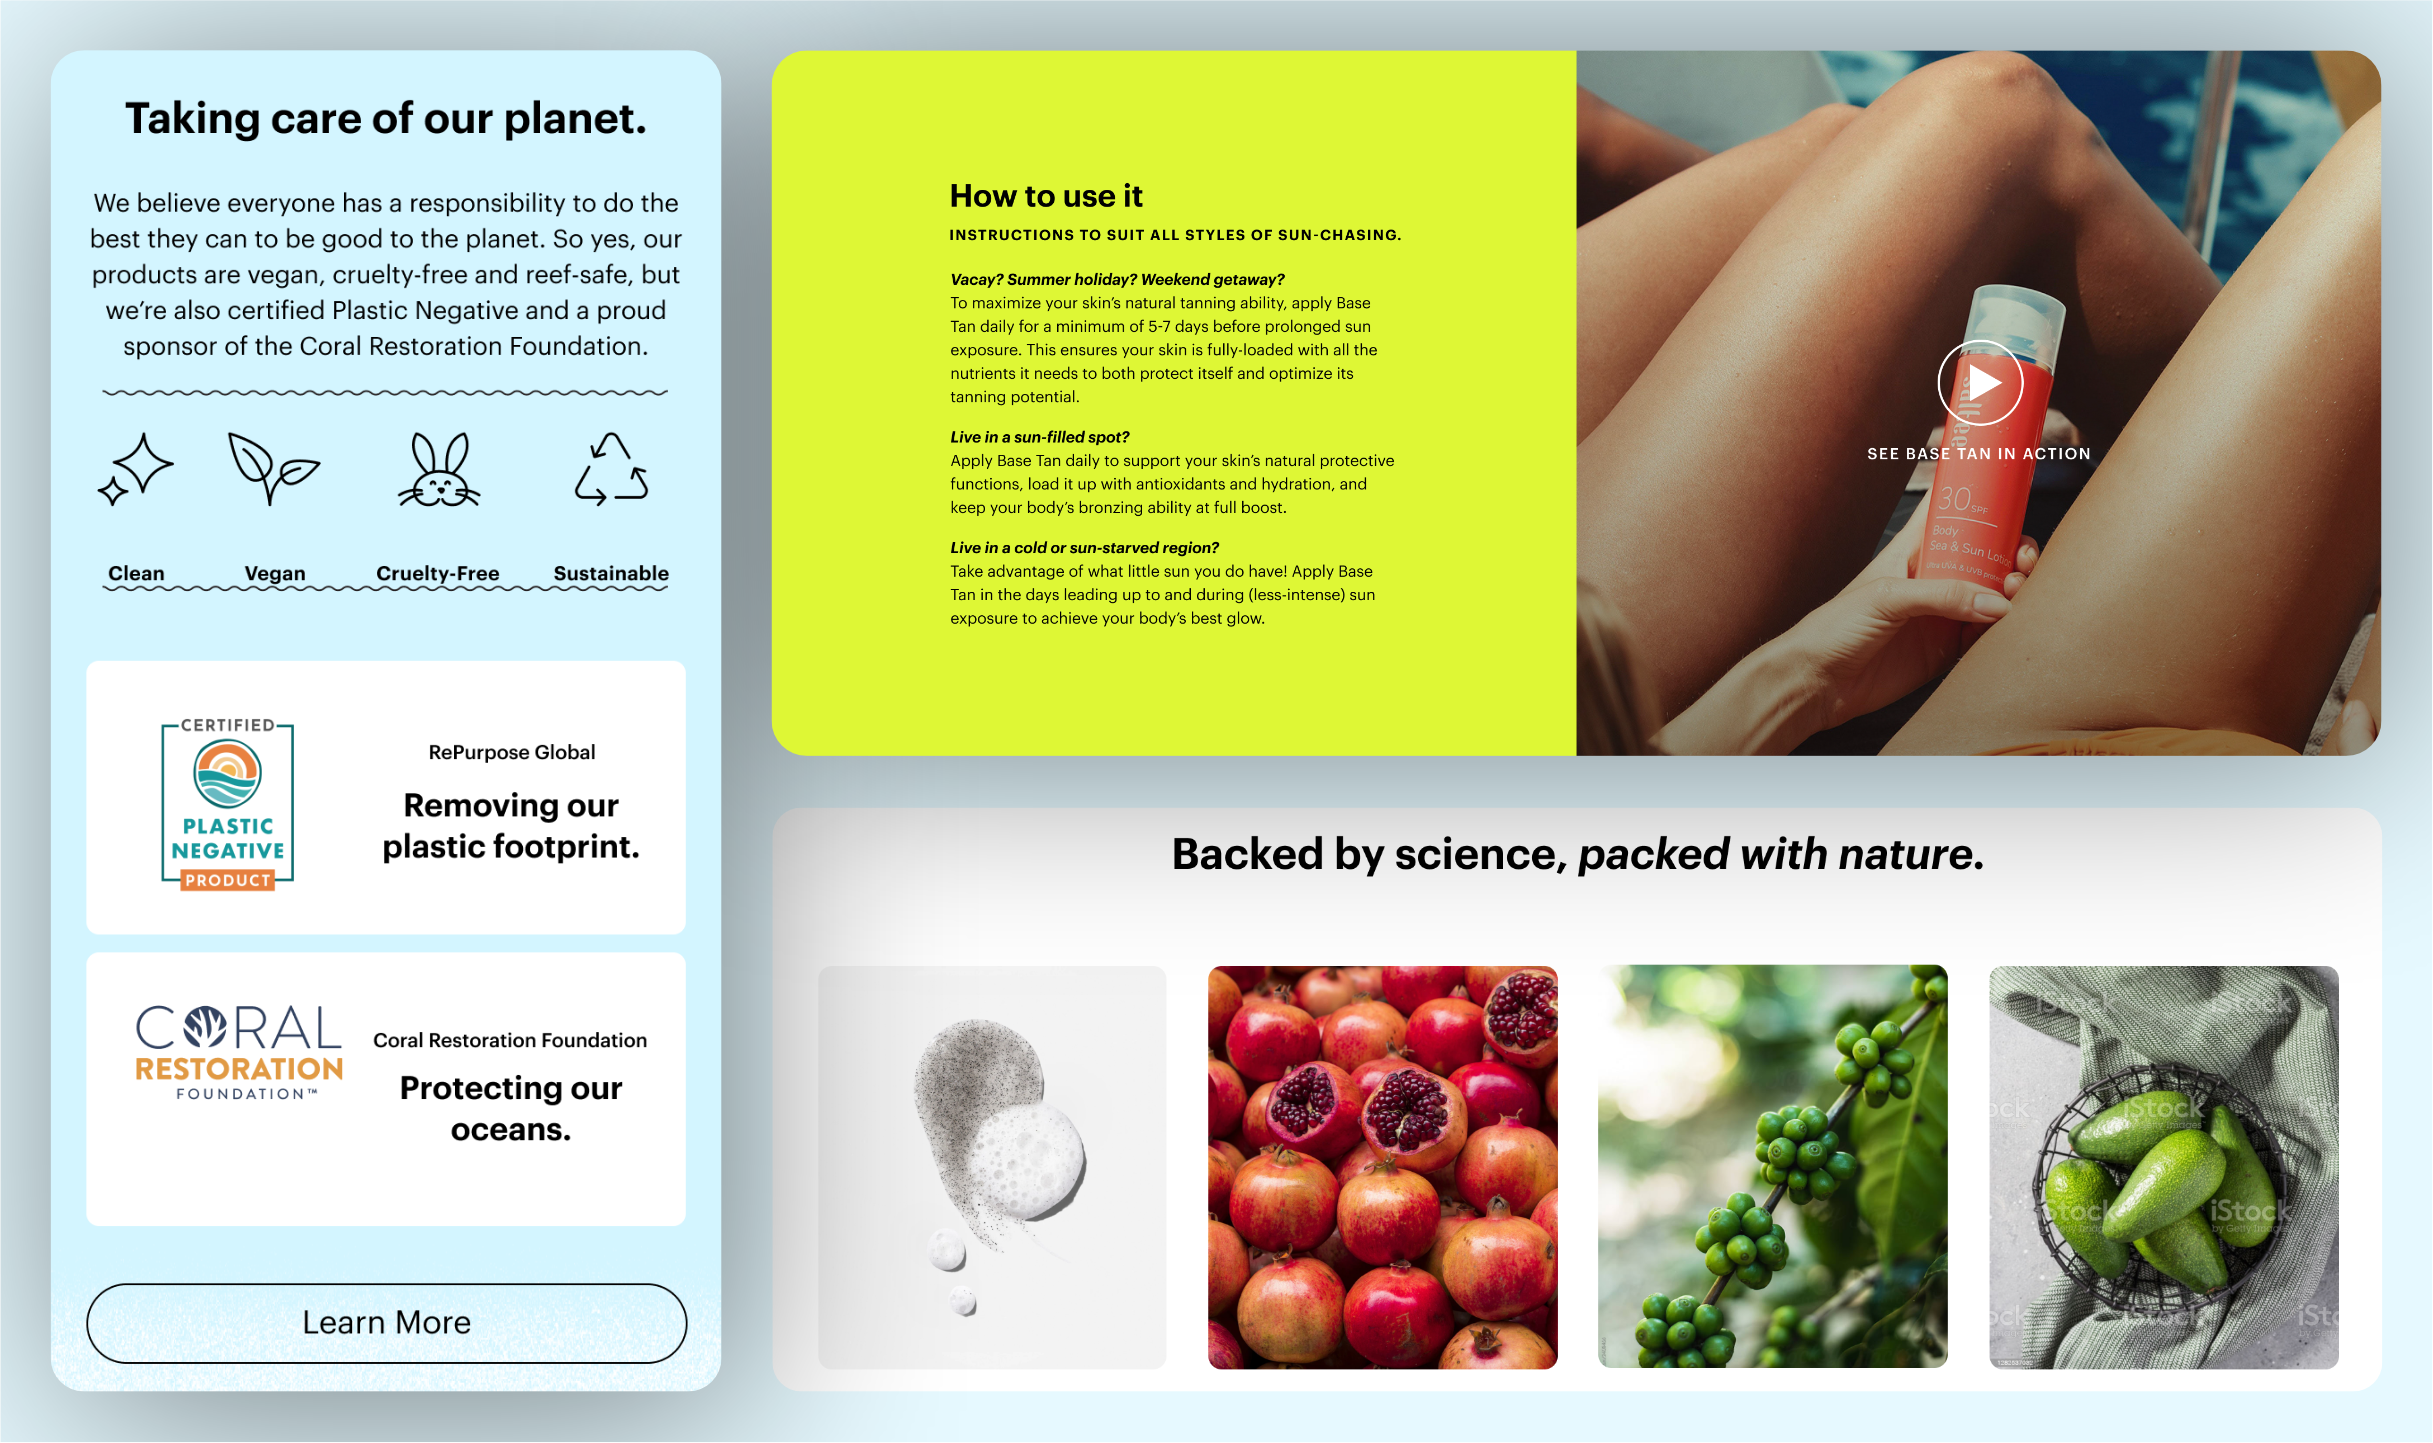 Taking care of our planet.
We believe everyone has a responsibility to do the
best they can to be good to the planet. So yes, our
products are vegan, cruelty-free and reef-safe, but
we're also certified Plastic Negative and a proud
sponsor of the Coral Restoration Foundation.
Clean
Vegan
Cruelty-Free
Sustainable
CERTIFIED
PLASTIC
NEGATIVE
PRODUCT
RePurpose Global
Removing our
plastic footprint.
CORAL
RESTORATION
FOUNDATION™
Coral Restoration Foundation
Protecting our
oceans.
Learn More
How to use it
INSTRUCTIONS TO SUIT ALL STYLES OF SUN-CHASING.
Vacay? Summer holiday? Weekend getaway?
To maximize your skin's natural tanning ability, apply Base
Tan daily for a minimum of 5-7 days before prolonged sun
exposure. This ensures your skin is fully-loaded with all the
nutrients it needs to both protect itself and optimize its
tanning potential.
Live in a sun-filled spot?
Apply Base Tan daily to support your skin's natural protective
functions, load it up with antioxidants and hydration, and
keep your body's bronzing ability at full boost.
Live in a cold or sun-starved region?
Take advantage of what little sun you do have! Apply Base
Tan in the days leading up to and during (less-intense) sun
exposure to achieve your body's best glow.
SEE BASE TAN IN ACTION
30 SPF
Body
Sea & Sun Lotion
Ultra UVA & UVB
Backed by science, packed with nature.
iStock
iStock
iStock
by Getty Images
iStock
iStock
by Getty Images
iStock